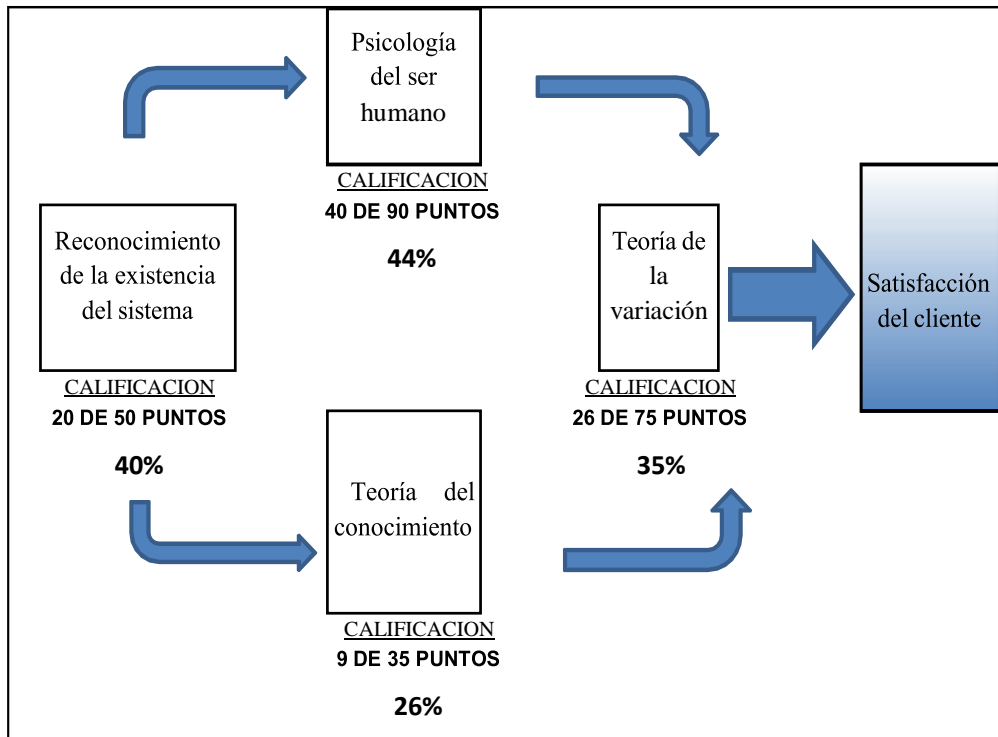 Psicología
del ser
humano
CALIFICACION
40 DE 90 PUNTOS
44%
Reconocimiento
de la existencia
del sistema
CALIFICACION
20 DE 50 PUNTOS
40%
Teoría del
conocimiento
CALIFICACION
9 DE 35 PUNTOS
26%
Teoría de
la
variación
CALIFICACION
26 DE 75 PUNTOS
35%
Satisfacción
del cliente